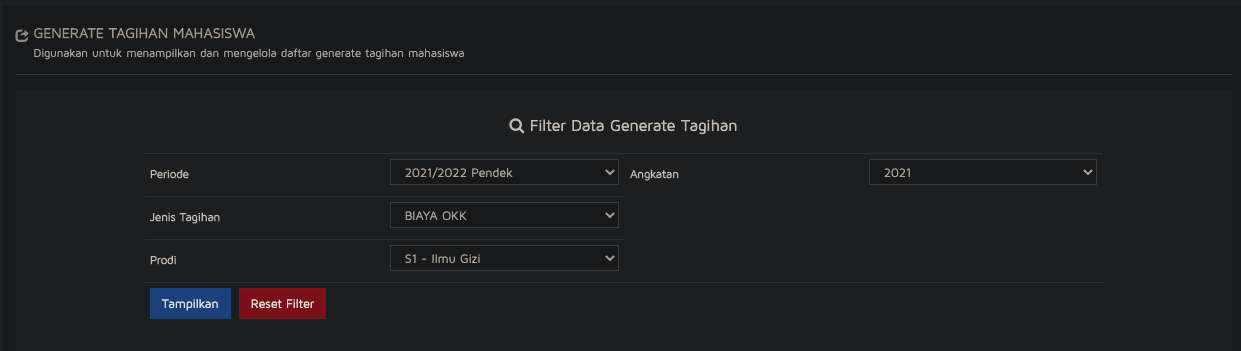 GENERATE TAGIHAN MAHASISWA
Digunakan untuk menampilkan dan mengelola daftar generate tagihan mahasiswa
Filter Data Generate Tagihan
Periode 2021/2022 Pendek Angkatan 2021
Jenis Tagihan BIAYA OKK
Prodi S1 - Ilmu Gizi
Tampilkan Reset Filter